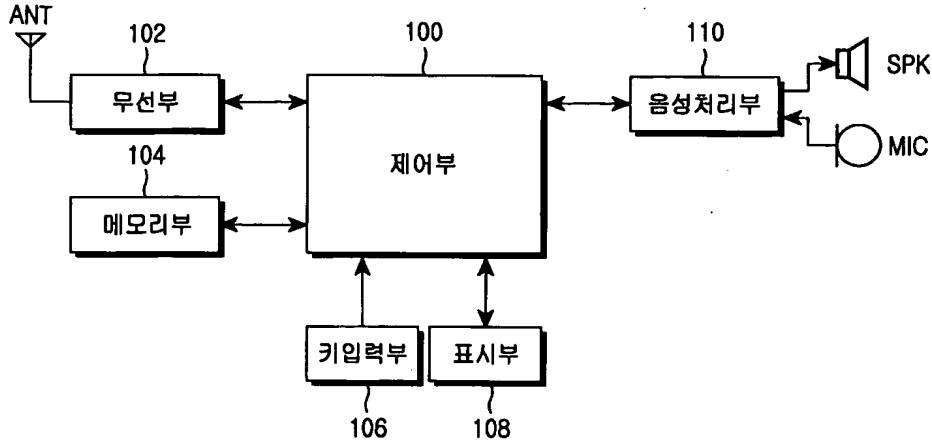 ANT
102
무선부
100
제어부
110
음성처리부
SPK
MIC
104
메모리부
키입력부
표시부
106
108